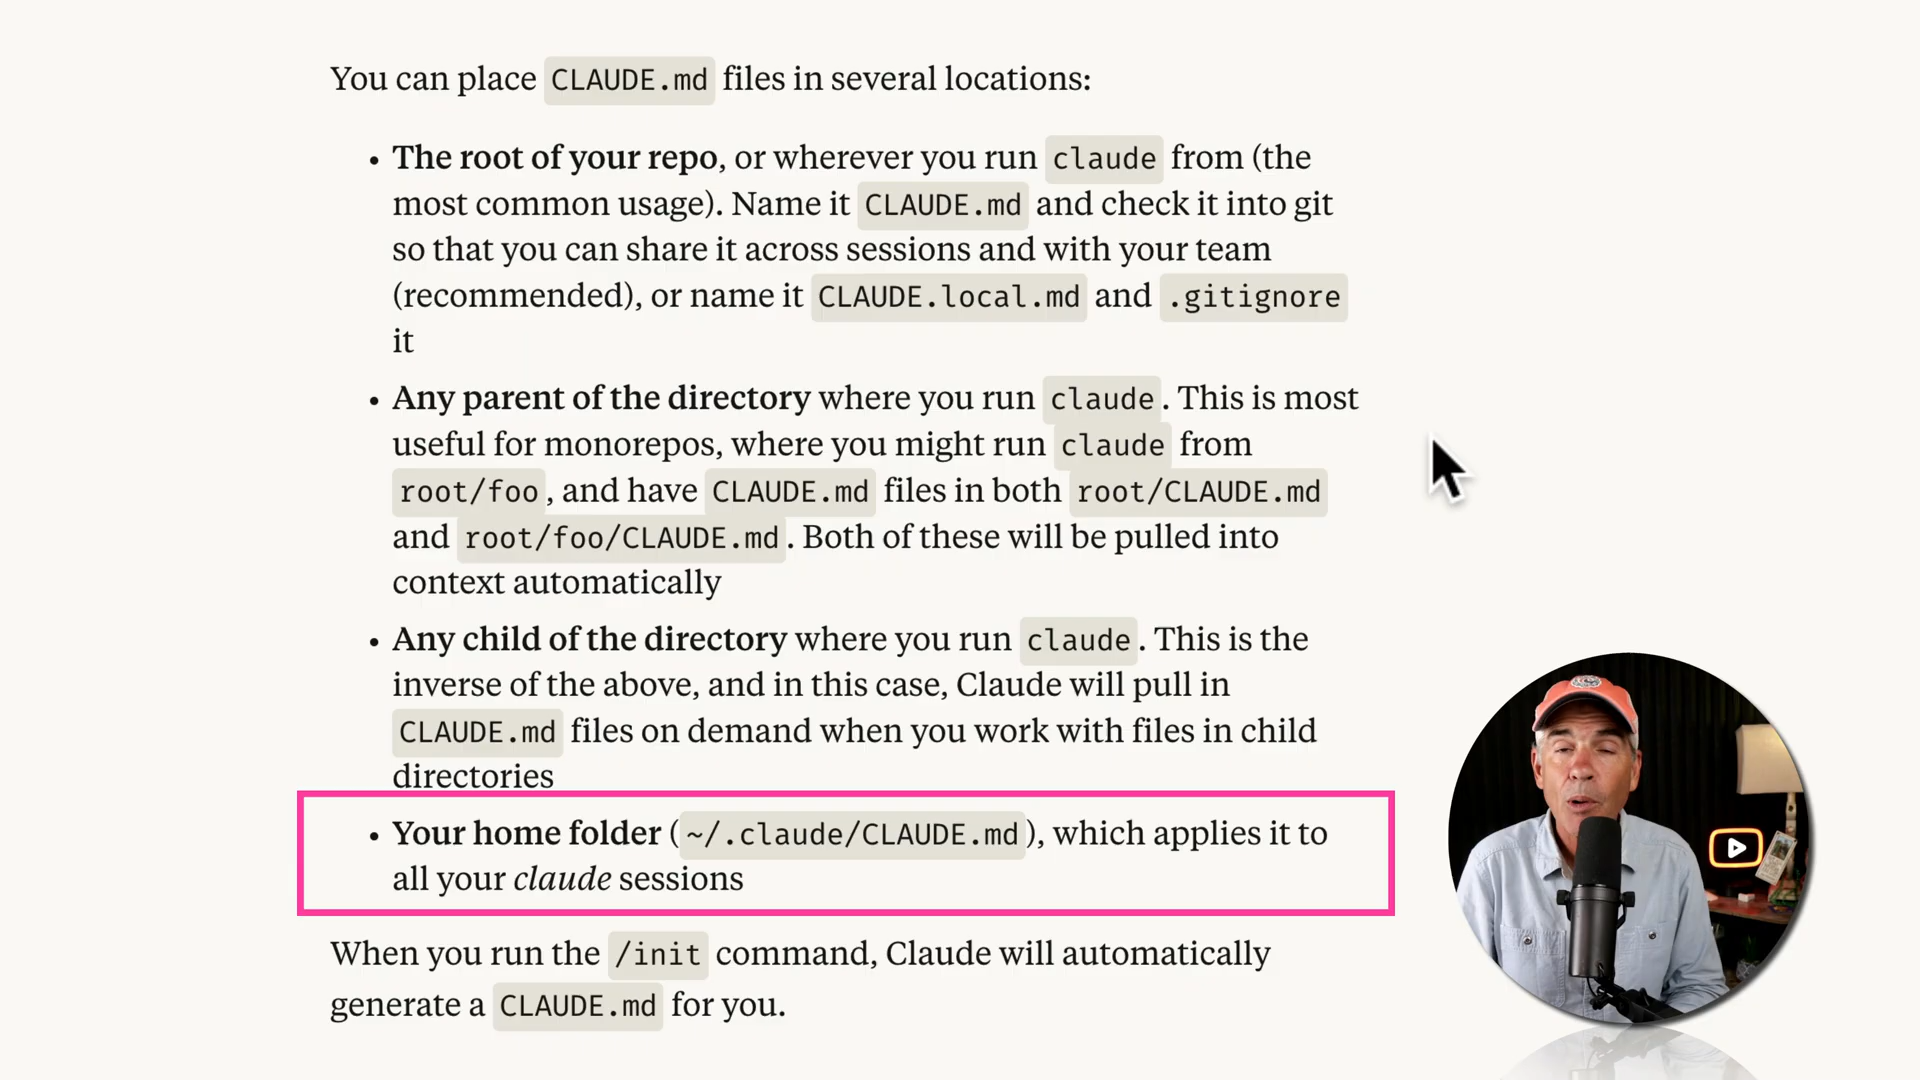 You can place CLAUDE.md files in several locations:
• The root of your repo, or wherever you run claude from (the
most common usage). Name it CLAUDE.md and check it into git
so that you can share it across sessions and with your team
(recommended), or name it CLAUDE.local.md and .gitignore
it
• Any parent of the directory where you run claude. This is most
useful for monorepos, where you might run claude from
root/foo, and have CLAUDE.md files in both root/CLAUDE.md
and root/foo/CLAUDE.md. Both of these will be pulled into
context automatically
• Any child of the directory where you run claude. This is the
inverse of the above, and in this case, Claude will pull in
CLAUDE.md files on demand when you work with files in child
directories
• Your home folder (~/.claude/CLAUDE.md), which applies it to
all your claude sessions
When you run the /init command, Claude will automatically
generate a CLAUDE.md for you.